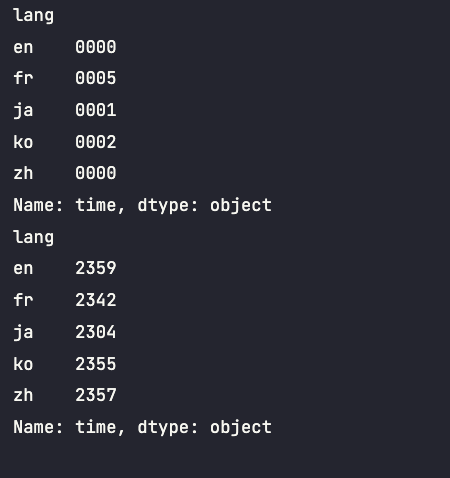 lang
en    0000
fr    0005
ja    0001
ko    0002
zh    0000
Name: time, dtype: object
lang
en    2359
fr    2342
ja    2304
ko    2355
zh    2357
Name: time, dtype: object